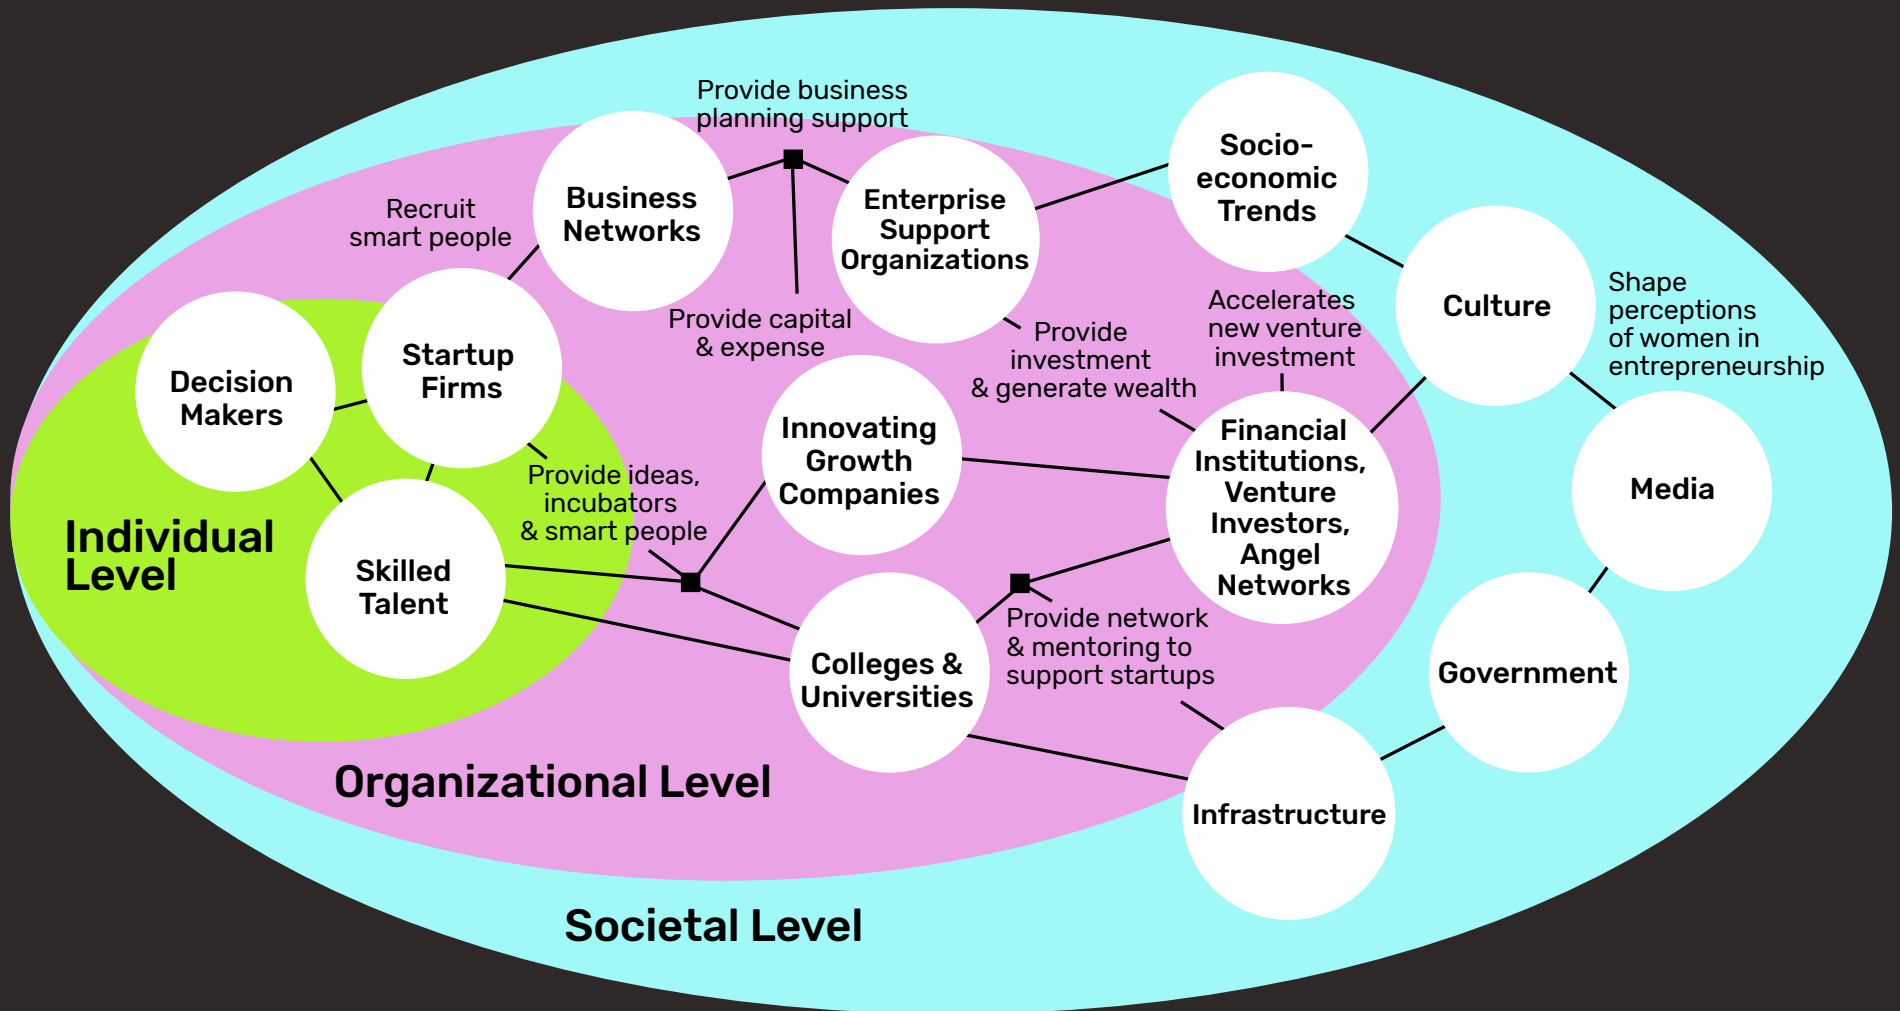 Provide business
planning support
Socio-
economic
Trends
Business
Networks
Enterprise
Support
Organizations
Recruit
smart people
Culture
Shape
perceptions
of women in
entrepreneurship
Provide capital
& expense
Provide
investment
& generate wealth
Accelerates
new venture
investment
Decision
Makers
Startup
Firms
Innovating
Growth
Companies
Financial
Institutions,
Venture
Investors,
Angel
Networks
Media
Provide ideas,
incubators
& smart people
Individual
Level
Skilled
Talent
Colleges &
Universities
Provide network
& mentoring to
support startups
Government
Organizational Level
Infrastructure
Societal Level